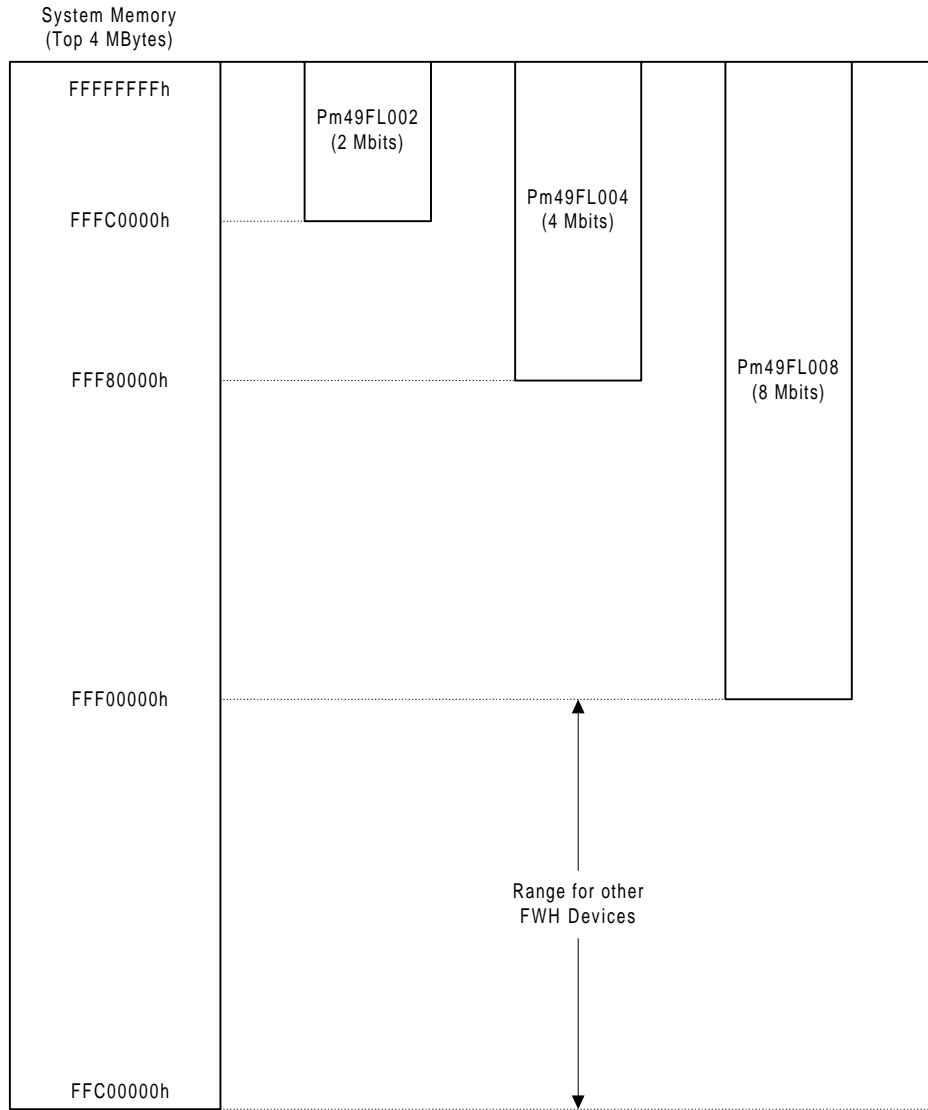 System Memory
(Top 4 MBytes)
FFFFFFFFh
Pm49FL002
(2 Mbits)
Pm49FL004
(4 Mbits)
FFFC0000h
Pm49FL008
(8 Mbits)
FFF80000h
FFF00000h
Range for other
FWH Devices
FFC00000h